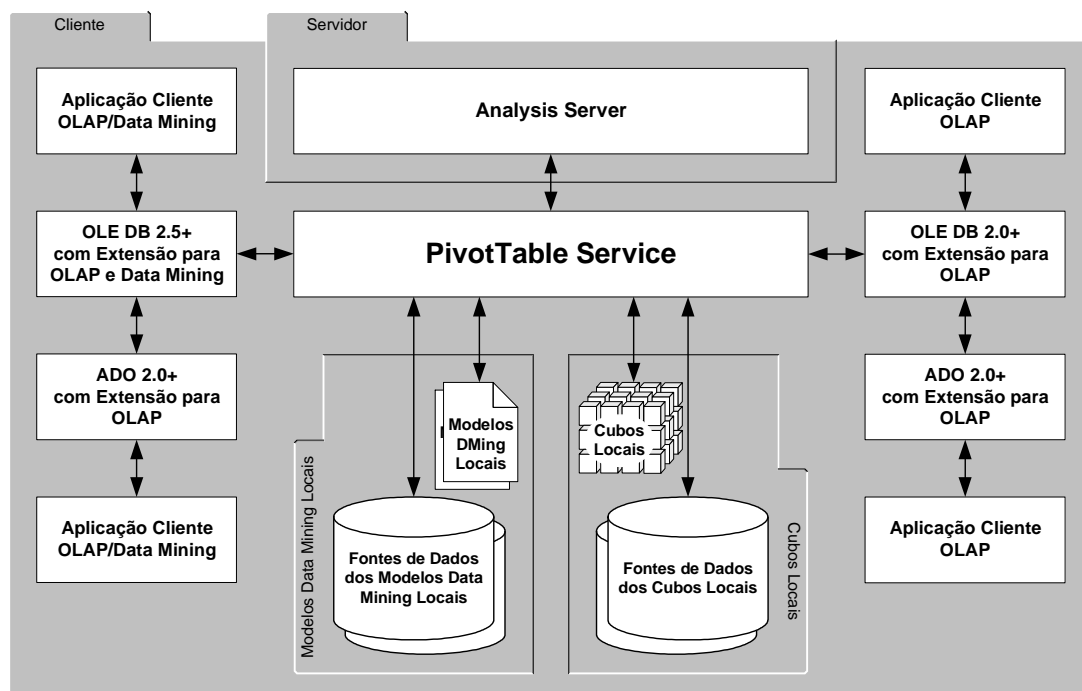 Cliente
Servidor
Aplicação Cliente
OLAP/Data Mining
Analysis Server
Aplicação Cliente
OLAP
OLE DB 2.5+
com Extensão para
OLAP e Data Mining
PivotTable Service
OLE DB 2.0+
com Extensão para
OLAP
ADO 2.0+
com Extensão para
OLAP
Modelos
DMing
Locais
Cubos
Locais
ADO 2.0+
com Extensão para
OLAP
Modelos Data Mining Locais
Fontes de Dados
dos Modelos Data
Mining Locais
Fontes de Dados
dos Cubos Locais
Cubos Locais
Aplicação Cliente
OLAP/Data Mining
Aplicação Cliente
OLAP